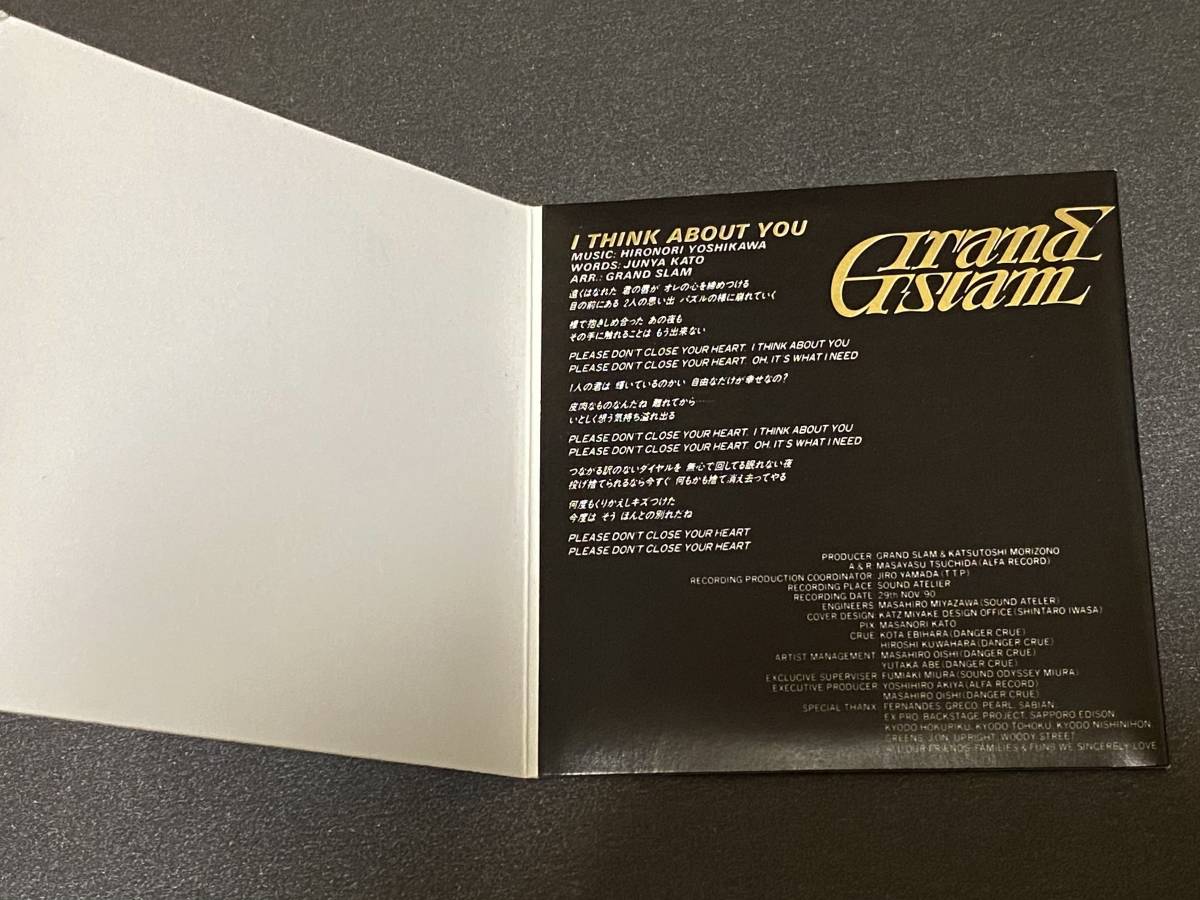 I THINK ABOUT YOU
MUSIC: HIRONORI YOSHIKAWA
WORDS: JUNYA KATO
ARR.: GRAND SLAM
Grand
Slam
遠くはなれた 君の唇が オレの心を締めつける
目の前にある 2人の思い出 パズルの様に崩れていく
裸で抱きしめ合った あの夜も
その手に触れることは もう出来ない
PLEASE DON'T CLOSE YOUR HEART. I THINK ABOUT YOU
PLEASE DON'T CLOSE YOUR HEART. OH, IT'S WHAT I NEED
1人の君は 輝いているのかい 自由なだけが幸せなの?
皮肉なものなんだね 離れてから……
いとしく想う気持ち溢れ出る
PLEASE DON'T CLOSE YOUR HEART. I THINK ABOUT YOU
PLEASE DON'T CLOSE YOUR HEART. OH, IT'S WHAT I NEED
つながる訳のないダイヤルを 無心で回してる眠れない夜
投げ捨てられるなら今すぐ 何もかも捨て消え去ってやる
何度もくりかえしキズつけた
今度は そう ほんとの別れだね
PLEASE DON'T CLOSE YOUR HEART
PLEASE DON'T CLOSE YOUR HEART
PRODUCER: GRAND SLAM & KATSUTOSHI MORIZONO
A & R: MASAYASU TSUCHIDA (ALFA RECORD)
RECORDING PRODUCTION COORDINATOR: JIRO YAMADA (T.T.P)
RECORDING PLACE: SOUND ATELIER
RECORDING DATE: 29th NOV. '90
ENGINEERS: MASAHIRO MIYAZAWA (SOUND ATELER)
COVER DESIGN: KATZ MIYAKE DESIGN OFFICE (SHINTARO IWASA)
PIX: MASANORI KATO
CRUE: KOTA EBIHARA (DANGER CRUE)
HIROSHI KUWAHARA (DANGER CRUE)
ARTIST MANAGEMENT: MASAHIRO OISHI (DANGER CRUE)
YUTAKA ABE (DANGER CRUE)
EXCLUCIVE SUPERVISER: FUMIAKI MIURA (SOUND ODYSSEY MIURA)
EXECUTIVE PRODUCER: YOSHIHIRO AKIYA (ALFA RECORD)
MASAHIRO OISHI (DANGER CRUE)
SPECIAL THANX: FERNANDES, GRECO, PEARL, SABIAN,
EX PRO, BACKSTAGE PROJECT, SAPPORO EDISON,
KYODO HOKURIKU, KYODO TOHOKU, KYODO NISHINIHON,
GREENS, J.ON, UPRIGHT, WOODY STREET,
ALL OUR FRIENDS, FAMILIES & FUNS WE SINCERELY LOVE